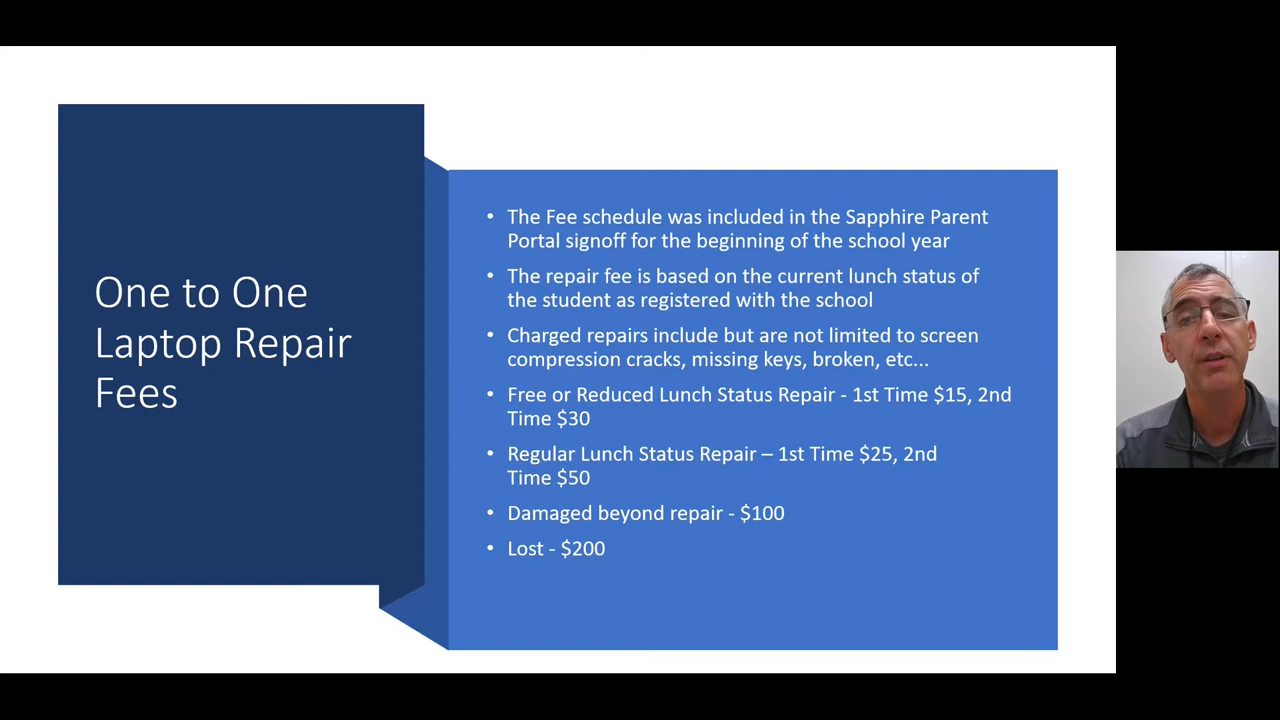 One to One
Laptop Repair
Fees
• The Fee schedule was included in the Sapphire Parent
Portal signoff for the beginning of the school year
• The repair fee is based on the current lunch status of
the student as registered with the school
• Charged repairs include but are not limited to screen
compression cracks, missing keys, broken, etc...
• Free or Reduced Lunch Status Repair - 1st Time $15, 2nd
Time $30
• Regular Lunch Status Repair – 1st Time $25, 2nd
Time $50
• Damaged beyond repair - $100
• Lost - $200